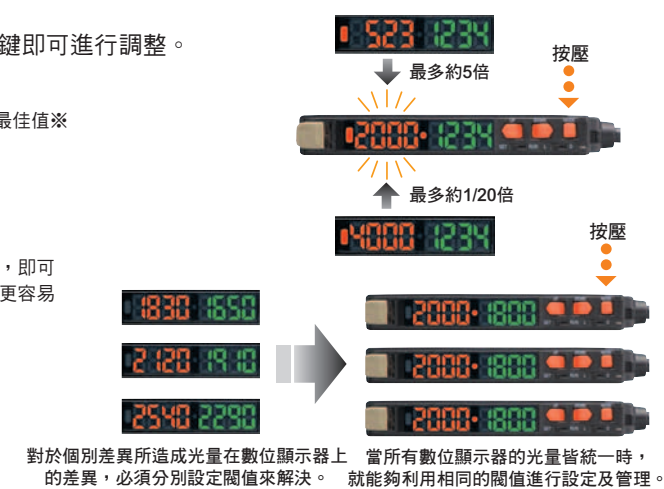 鍵即可進行調整。
523 1234
按壓
最多約5倍
最佳值※
2000 1234
最多約1/20倍
4000 1234
按壓
，即可
更容易
1830 1650
2000 1800
2120 1910
2000 1800
2540 2290
2000 1800
對於個別差異所造成光量在數位顯示器上
的差異，必須分別設定閾值來解決。
當所有數位顯示器的光量皆統一時，
就能夠利用相同的閾值進行設定及管理。